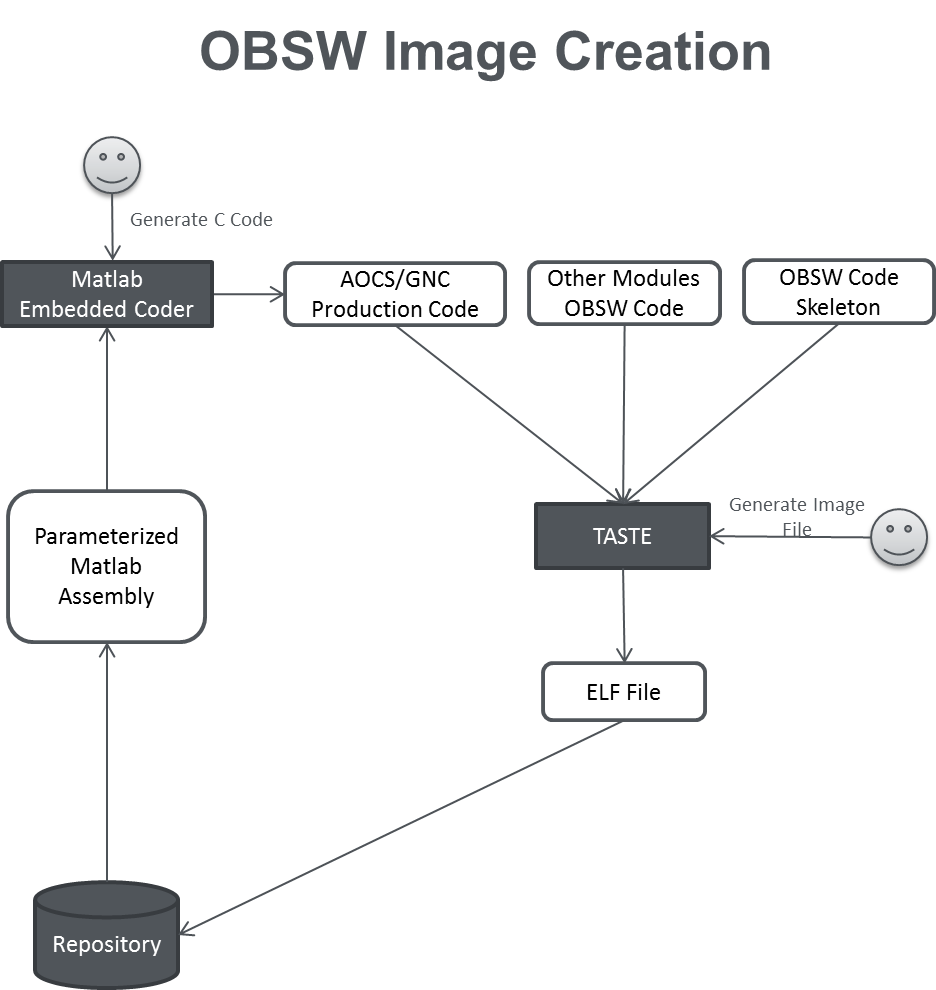 OBSW Image Creation
Generate C Code
Matlab
Embedded Coder
AOCS/GNC
Production Code
Other Modules
OBSW Code
OBSW Code
Skeleton
Generate Image
File
TASTE
Parameterized
Matlab
Assembly
ELF File
Repository